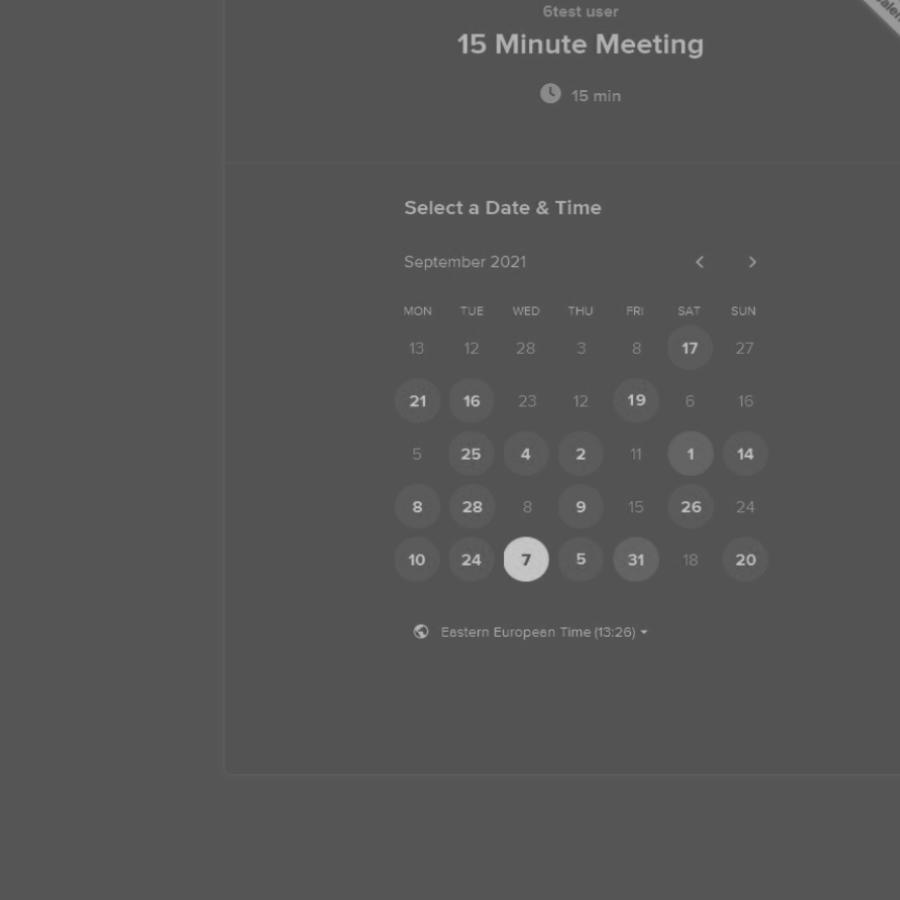 6test user
15 Minute Meeting
15 min
Select a Date & Time
September 2021
MON TUE WED THU FRI SAT SUN
13 12 28 3 8 17 27
21 16 23 12 19 6 16
5 25 4 2 11 1 14
8 28 8 9 15 26 24
10 24 7 5 31 18 20
Eastern European Time (13:26)